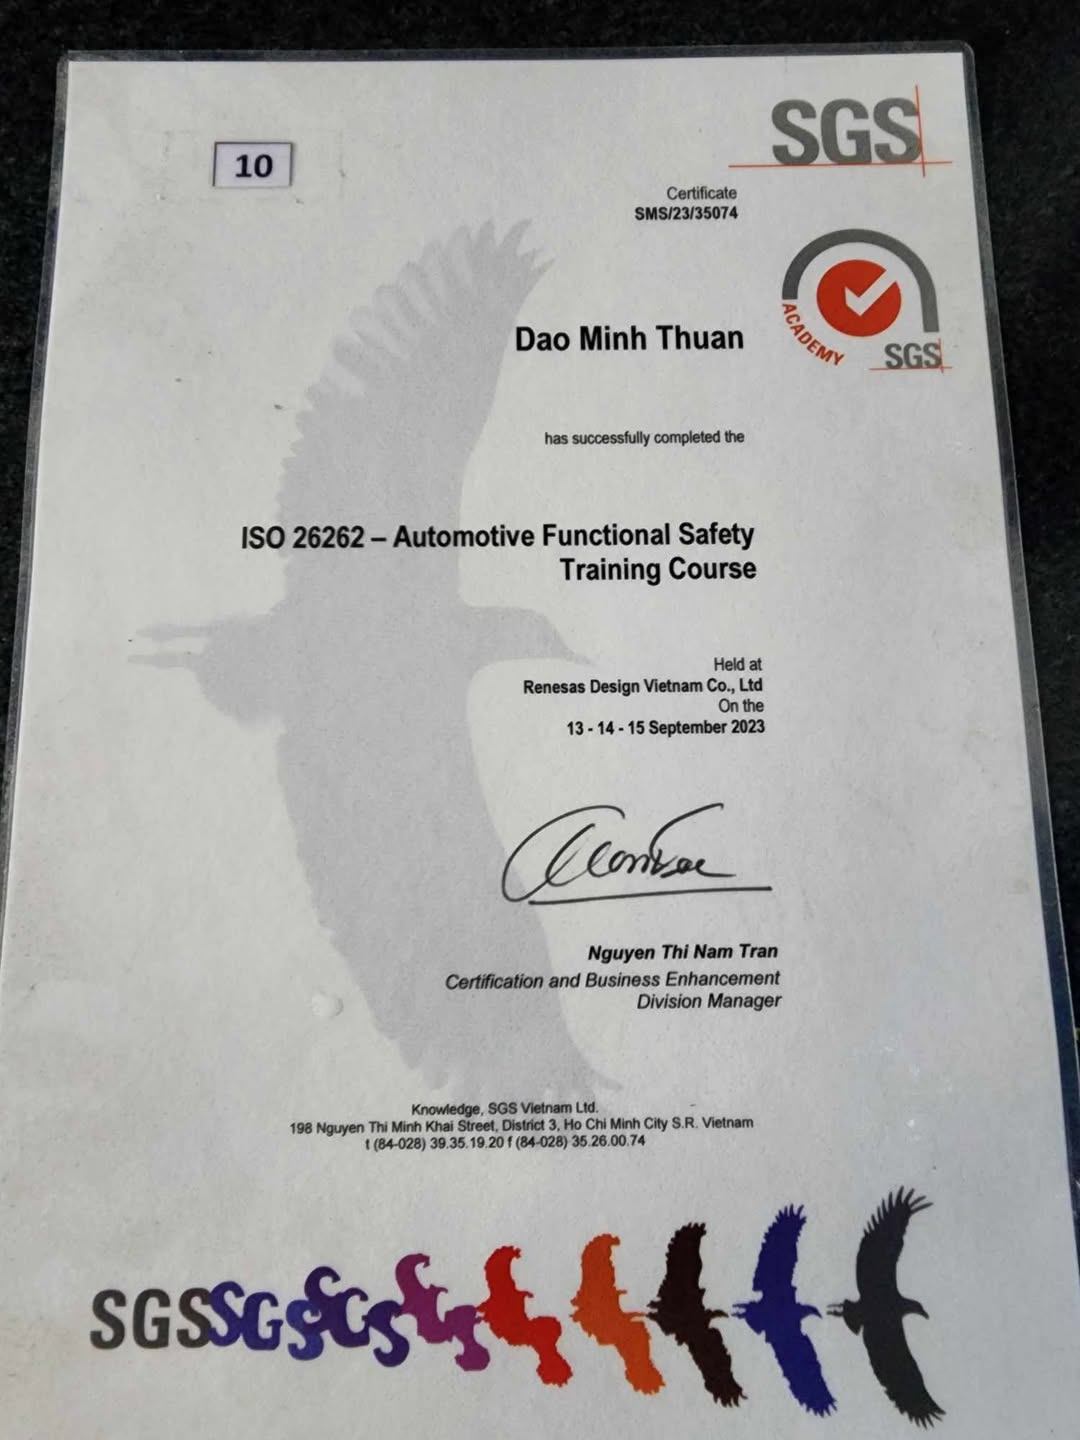 SGS
10
Certificate
SMS/23/35074
ACADEMY
SGS
Dao Minh Thuan
has successfully completed the
ISO 26262 – Automotive Functional Safety
Training Course
Held at
Renesas Design Vietnam Co., Ltd
On the
13 - 14 - 15 September 2023
Nguyen Thi Nam Tran
Certification and Business Enhancement
Division Manager
Knowledge, SGS Vietnam Ltd.
198 Nguyen Thi Minh Khai Street, District 3, Ho Chi Minh City S.R. Vietnam
t (84-028) 39.35.19.20 f (84-028) 35.26.00.74
SGSSGSSGS